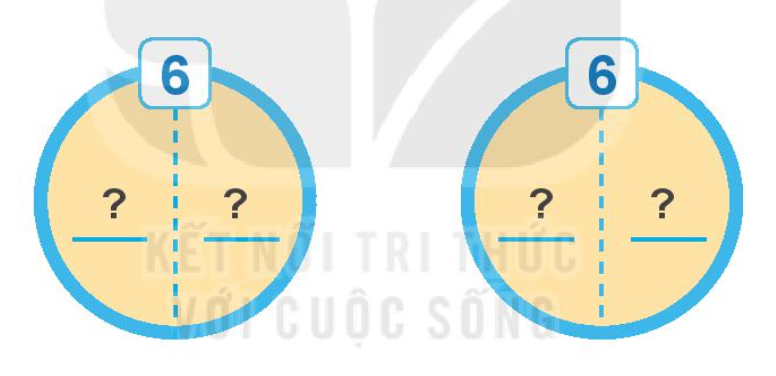 6 6
? ? ? ?
KẾT NỐI TRI THỨC
VỚI CUỘC SỐNG